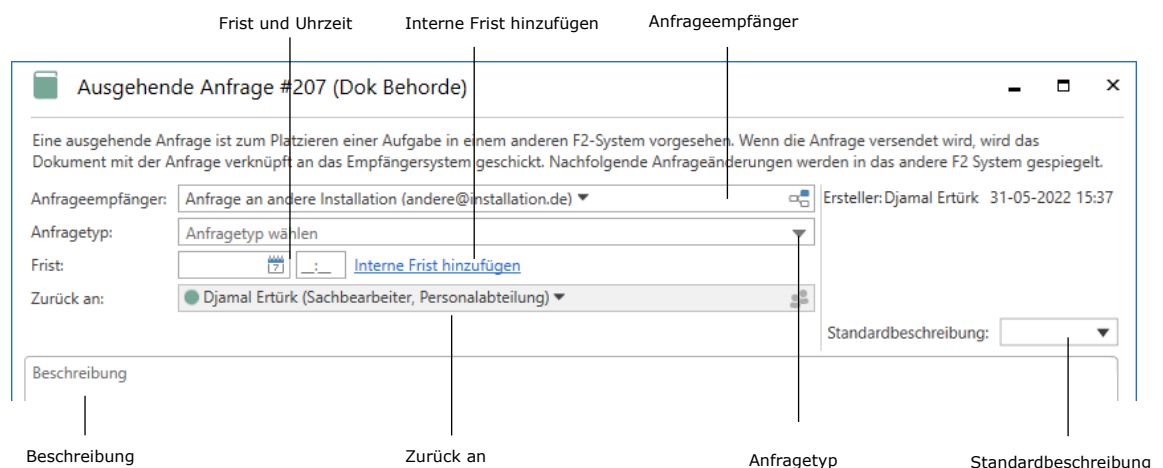 Frist und Uhrzeit
Interne Frist hinzufügen
Anfrageempfänger
Ausgehende Anfrage #207 (Dok Behorde)
Eine ausgehende Anfrage ist zum Platzieren einer Aufgabe in einem anderen F2-System vorgesehen. Wenn die Anfrage versendet wird, wird das
Dokument mit der Anfrage verknüpft an das Empfängersystem geschickt. Nachfolgende Anfrageänderungen werden in das andere F2 System gespiegelt.
Anfrageempfänger: Anfrage an andere Installation (andere@installation.de)
Ersteller: Djamal Ertürk 31-05-2022 15:37
Anfragetyp: Anfragetyp wählen
Frist: 7 __:__ Interne Frist hinzufügen
Zurück an: Djamal Ertürk (Sachbearbeiter, Personalabteilung)
Standardbeschreibung:
Beschreibung
Beschreibung
Zurück an
Anfragetyp
Standardbeschreibung